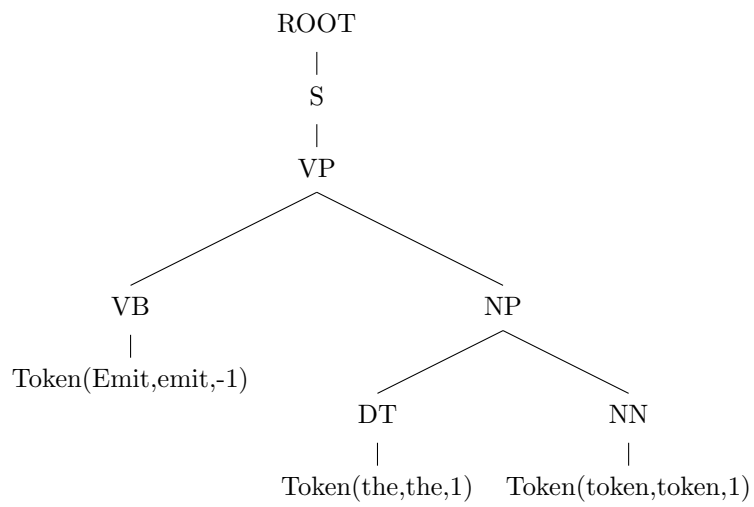 ROOT
S
VP
VB NP
Token(Emit,emit,-1)
DT NN
Token(the,the,1) Token(token,token,1)